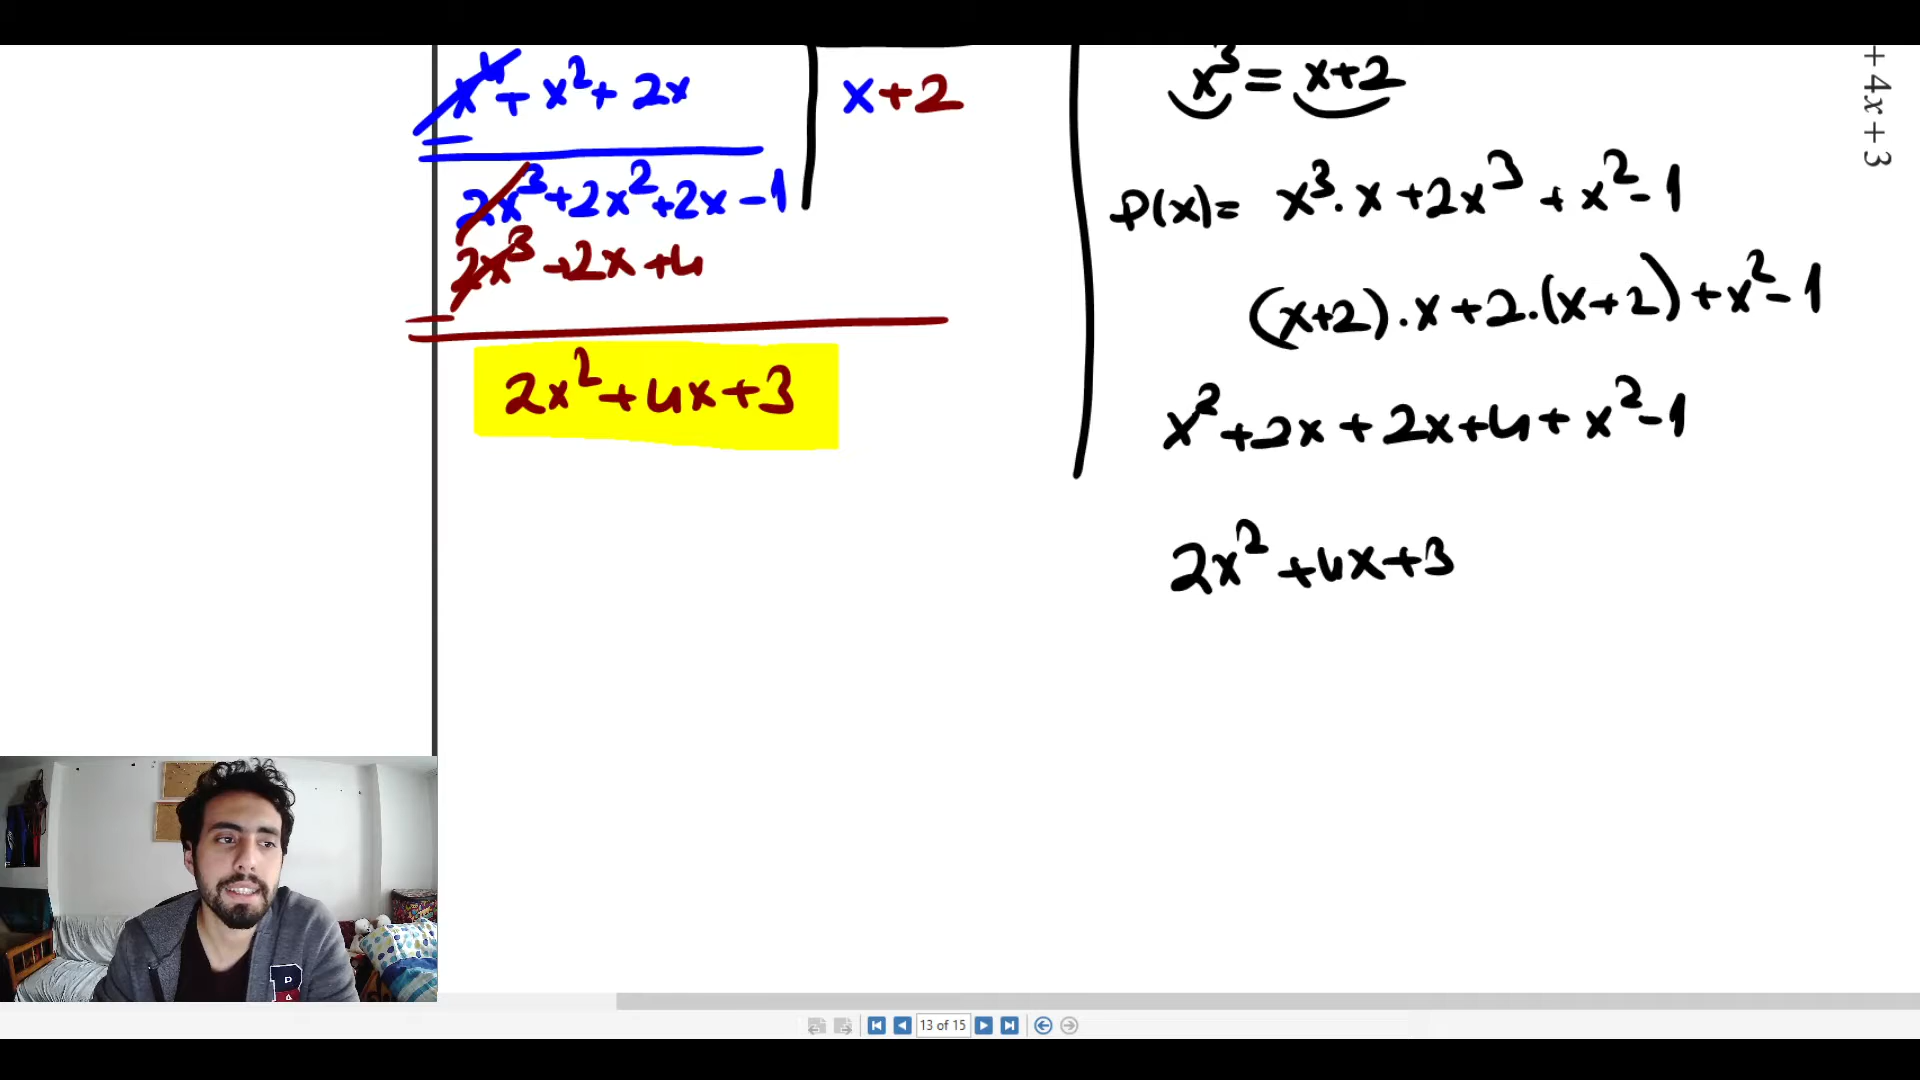 x⁴ + x² + 2x
2x³ + 2x² + 2x - 1
2x³ + 2x + 4
2x² + 4x + 3
x + 2
x³ = x+2
P(x) = x³.x + 2x³ + x² - 1
(x+2).x + 2.(x+2) + x² - 1
x² + 2x + 2x + 4 + x² - 1
2x² + 4x + 3
+ 4x + 3
13 of 15